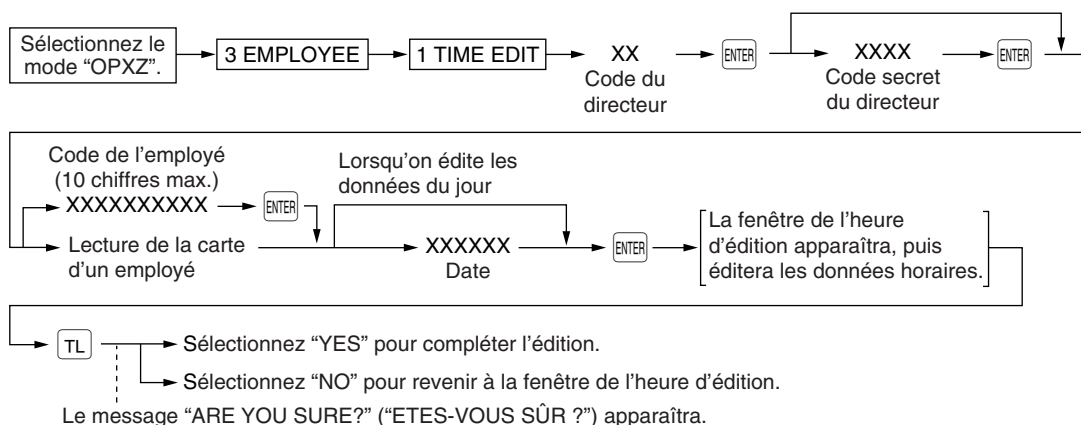 Sélectionnez le
mode “OPXZ”.
3 EMPLOYEE
1 TIME EDIT
XX
Code du
directeur
ENTER
XXXX
Code secret
du directeur
ENTER
Code de l’employé
(10 chiffres max.)
XXXXXXXXXX
ENTER
Lecture de la carte
d’un employé
Lorsqu’on édite les
données du jour
XXXXXX
Date
ENTER
La fenêtre de l’heure
d’édition apparaîtra, puis
éditera les données horaires.
TL
Sélectionnez “YES” pour compléter l’édition.
Sélectionnez “NO” pour revenir à la fenêtre de l’heure d’édition.
Le message “ARE YOU SURE?” (“ETES-VOUS SÛR ?”) apparaîtra.